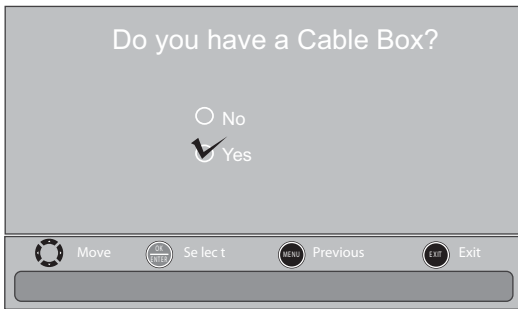 Do you have a Cable Box?
No
Yes
Move OK ENTER Se lec t MENU Previous EXIT Exit